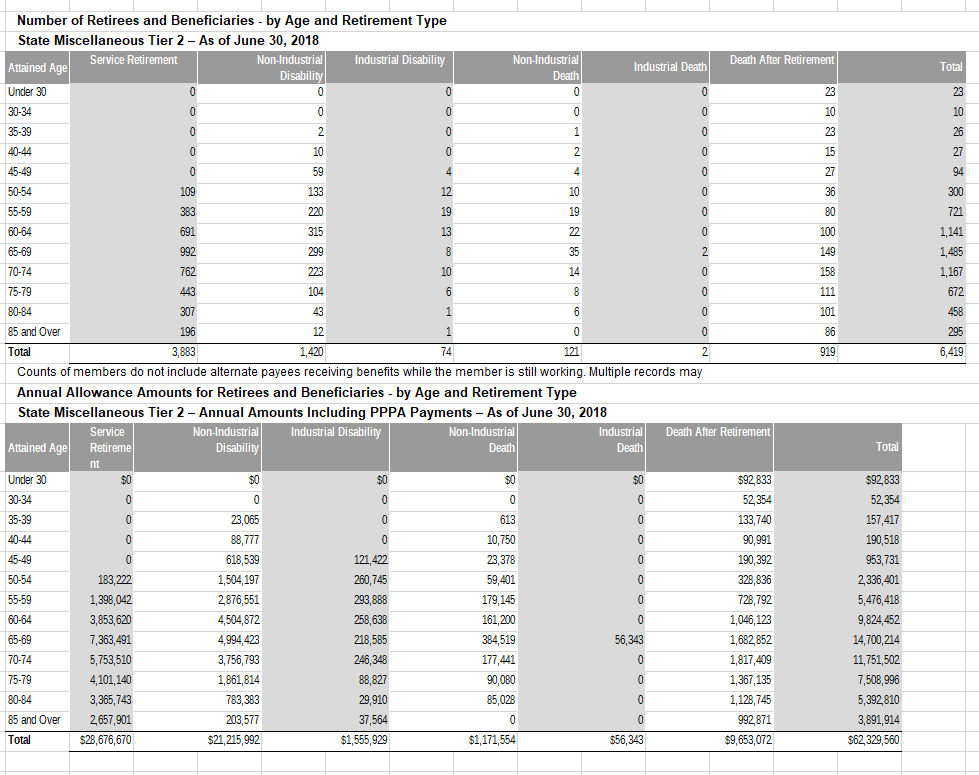 Number of Retirees and Beneficiaries - by Age and Retirement Type
State Miscellaneous Tier 2 – As of June 30, 2018
Attained Age Service Retirement Non-Industrial Disability Industrial Disability Non-Industrial Death Industrial Death Death After Retirement Total
Under 30 0 0 0 0 0 23 23
30-34 0 0 0 0 0 10 10
35-39 0 2 0 1 0 23 26
40-44 0 10 0 2 0 15 27
45-49 0 59 4 4 0 27 94
50-54 109 133 12 10 0 36 300
55-59 383 220 19 19 0 80 721
60-64 691 315 13 22 0 100 1,141
65-69 992 299 8 35 2 149 1,485
70-74 762 223 10 14 0 158 1,167
75-79 443 104 6 8 0 111 672
80-84 307 43 1 6 0 101 458
85 and Over 196 12 1 0 0 86 295
Total 3,883 1,420 74 121 2 919 6,419
Counts of members do not include alternate payees receiving benefits while the member is still working. Multiple records may
Annual Allowance Amounts for Retirees and Beneficiaries - by Age and Retirement Type
State Miscellaneous Tier 2 – Annual Amounts Including PPPA Payments – As of June 30, 2018
Attained Age Service Retireme nt Non-Industrial Disability Industrial Disability Non-Industrial Death Industrial Death Death After Retirement Total
Under 30 $0 $0 $0 $0 $0 $92,833 $92,833
30-34 0 0 0 0 0 52,354 52,354
35-39 0 23,065 0 613 0 133,740 157,417
40-44 0 88,777 0 10,750 0 90,991 190,518
45-49 0 618,539 121,422 23,378 0 190,392 953,731
50-54 183,222 1,504,197 260,745 59,401 0 328,836 2,336,401
55-59 1,398,042 2,876,551 293,888 179,145 0 728,792 5,476,418
60-64 3,853,620 4,504,872 258,638 161,200 0 1,046,123 9,824,452
65-69 7,363,491 4,994,423 218,585 384,519 56,343 1,682,852 14,700,214
70-74 5,753,510 3,756,793 246,348 177,441 0 1,817,409 11,751,502
75-79 4,101,140 1,861,814 88,827 90,080 0 1,367,135 7,508,996
80-84 3,365,743 783,383 29,910 85,028 0 1,128,745 5,392,810
85 and Over 2,657,901 203,577 37,564 0 0 992,871 3,891,914
Total $28,676,670 $21,215,992 $1,555,929 $1,171,554 $56,343 $9,653,072 $62,329,560